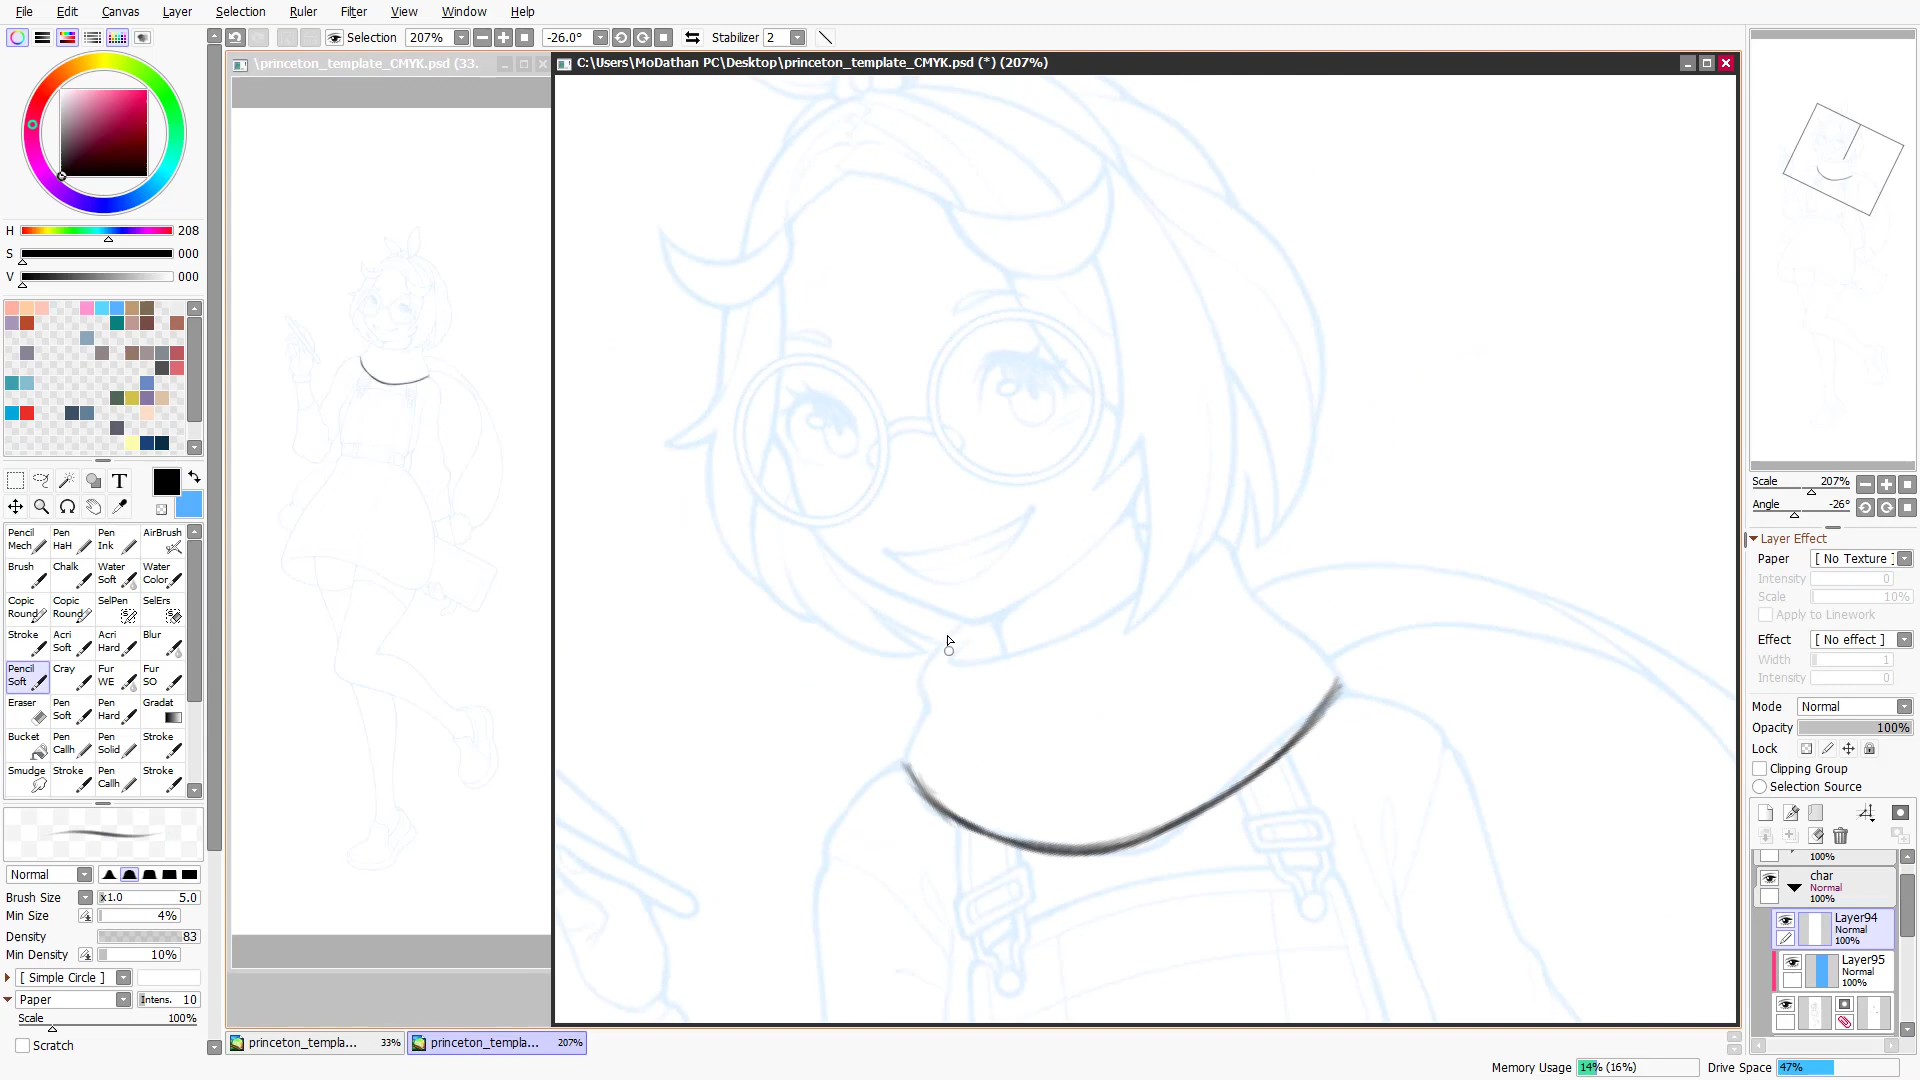 File Edit Canvas Layer Selection Ruler Filter View Window Help
Selection 207% -26.0° Stabilizer 2
\princeton_template_CMYK.psd (33.
C:\Users\MoDathan PC\Desktop\princeton_template_CMYK.psd (*) (207%)
H 208
S 000
V 000
T
Pencil Mech
Pen HaH
Pen Ink
AirBrush
Brush
Chalk
Water Soft
Water Color
Copic Round
Copic Round
SelPen
SelErs
Stroke
Acri Soft
Acri Hard
Blur
Pencil Soft
Cray
Fur WE
Fur SO
Eraser
Pen Soft
Pen Hard
Gradat
Bucket
Pen Callh
Pen Solid
Stroke
Smudge
Stroke
Pen Callh
Stroke
Normal
Brush Size x1.0 5.0
Min Size 4%
Density 83
Min Density 10%
[ Simple Circle ]
Paper Intens. 10
Scale 100%
Scratch
princeton_templa... 33%
princeton_templa... 207%
Scale 207%
Angle -26°
Layer Effect
Paper [ No Texture ]
Intensity 0
Scale 10%
Apply to Linework
Effect [ No effect ]
Width 1
Intensity 0
Mode Normal
Opacity 100%
Lock
Clipping Group
Selection Source
100%
char
Normal
100%
Layer94
Normal
100%
Layer95
Normal
100%
Memory Usage 14% (16%) Drive Space 47%